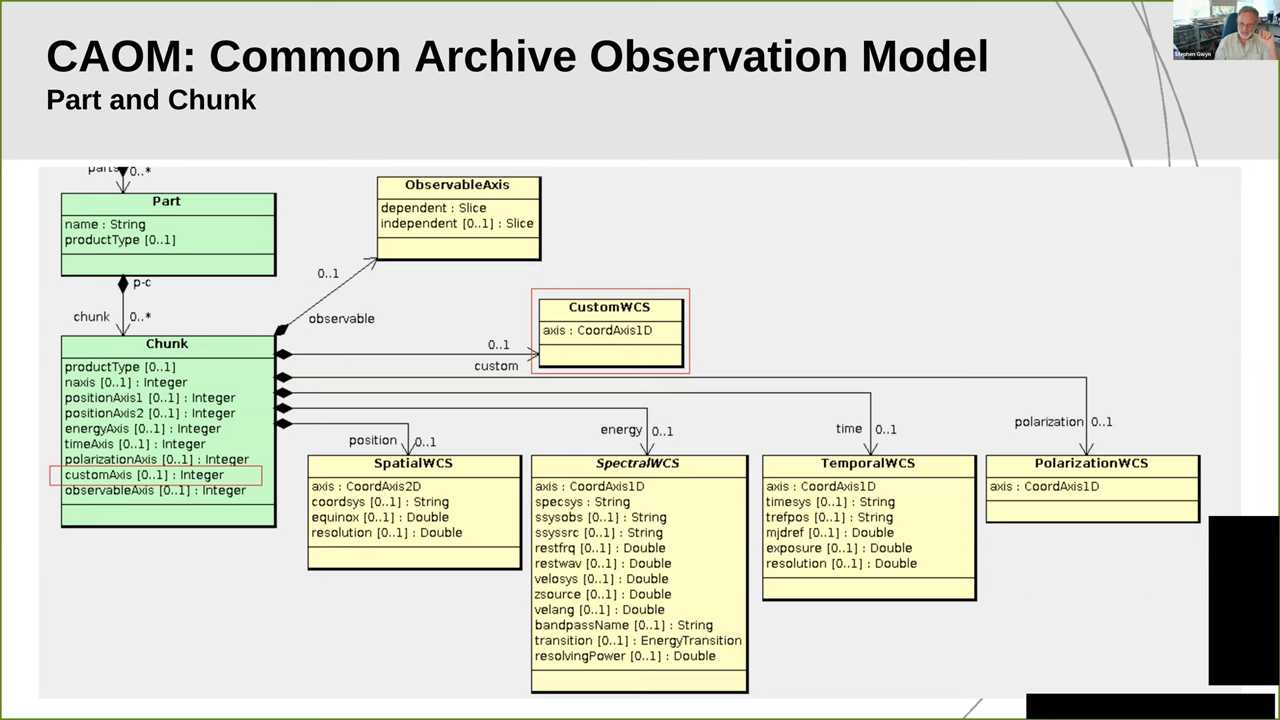 CAOM: Common Archive Observation Model
Part and Chunk
Stephen Gwyn
parts 0..*
Part
name : String
productType [0..1]
p-c
chunk 0..*
Chunk
productType [0..1]
naxis [0..1] : Integer
positionAxis1 [0..1] : Integer
positionAxis2 [0..1] : Integer
energyAxis [0..1] : Integer
timeAxis [0..1] : Integer
polarizationAxis [0..1] : Integer
customAxis [0..1] : Integer
observableAxis [0..1] : Integer
ObservableAxis
dependent : Slice
independent [0..1] : Slice
0..1
observable
CustomWCS
axis : CoordAxis1D
0..1
custom
position 0..1
SpatialWCS
axis : CoordAxis2D
coordsys [0..1] : String
equinox [0..1] : Double
resolution [0..1] : Double
energy 0..1
SpectralWCS
axis : CoordAxis1D
specsys : String
ssysobs [0..1] : String
ssyssrc [0..1] : String
restfrq [0..1] : Double
restwav [0..1] : Double
velosys [0..1] : Double
zsource [0..1] : Double
velang [0..1] : Double
bandpassName [0..1] : String
transition [0..1] : EnergyTransition
resolvingPower [0..1] : Double
time 0..1
TemporalWCS
axis : CoordAxis1D
timesys [0..1] : String
trefpos [0..1] : String
mjdref [0..1] : Double
exposure [0..1] : Double
resolution [0..1] : Double
polarization 0..1
PolarizationWCS
axis : CoordAxis1D